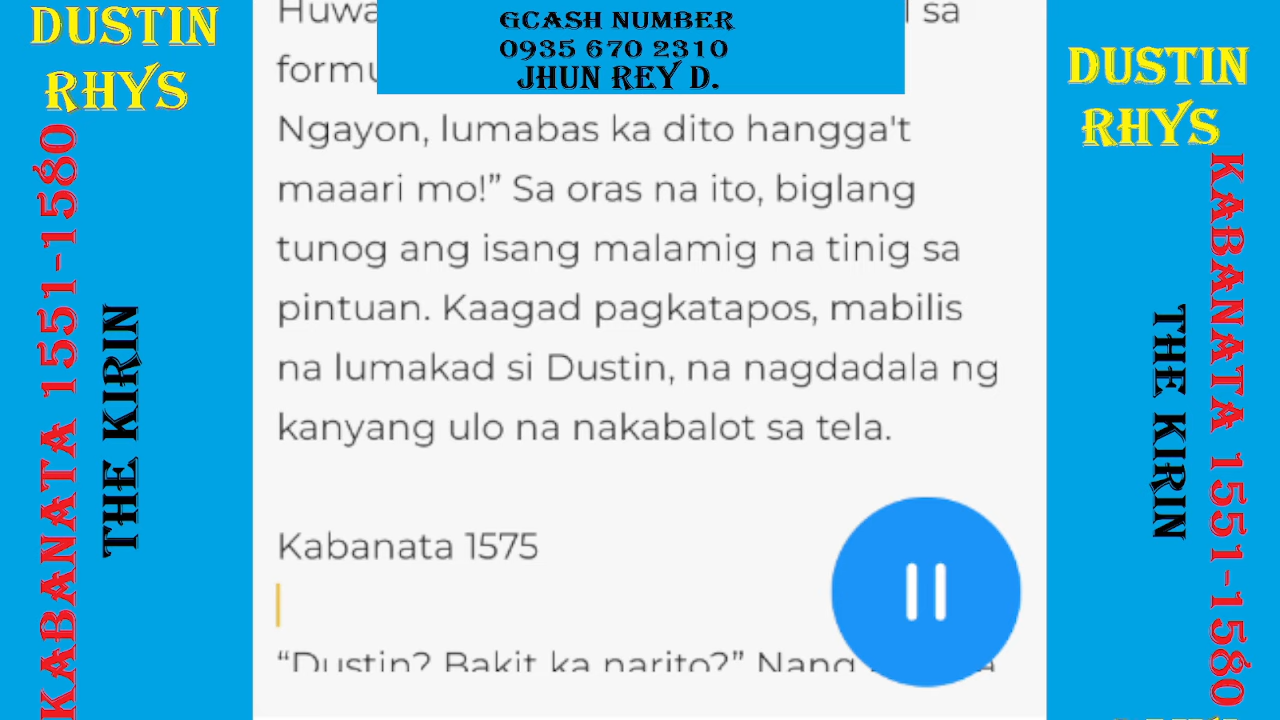 DUSTIN
RHYS
KABANATA 1551-1580
THE KIRIN
GCASH NUMBER
0935 670 2310
JHUN REY D.
sa
Ngayon, lumabas ka dito hangga't
maaari mo!” Sa oras na ito, biglang
tunog ang isang malamig na tinig sa
pintuan. Kaagad pagkatapos, mabilis
na lumakad si Dustin, na nagdadala ng
kanyang ulo na nakabalot sa tela.
Kabanata 1575
“Dustin? Bakit ka narito?” Nang
DUSTIN
RHYS
KABANATA 1551-1580
THE KIRIN